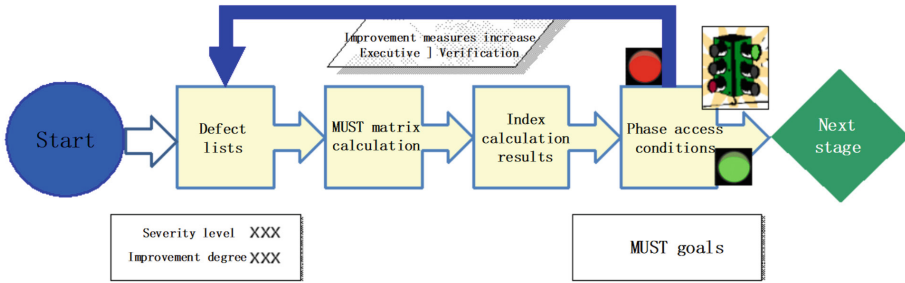 Improvement measures increase
Executive ] Verification
Start
Defect
lists
MUST matrix
calculation
Index
calculation
results
Phase access
conditions
Next
stage
Severity level XXX
Improvement degree XXX
MUST goals